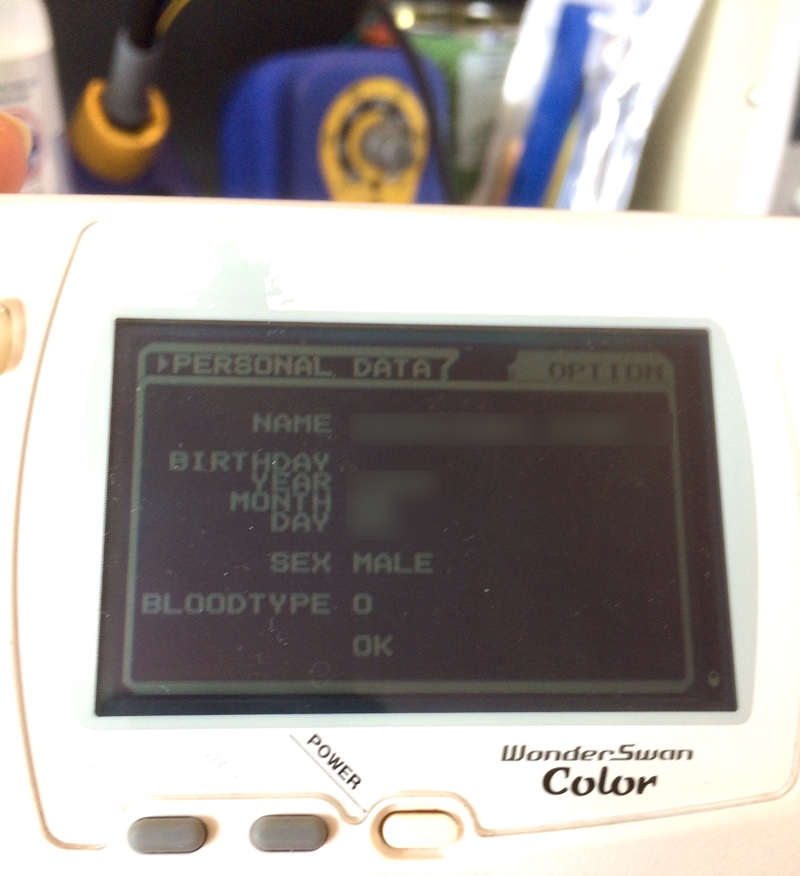 PERSONAL DATA
OPTION
NAME
BIRTHDAY
YEAR
MONTH
DAY
SEX MALE
BLOODTYPE O
OK
POWER
WonderSwan
Color